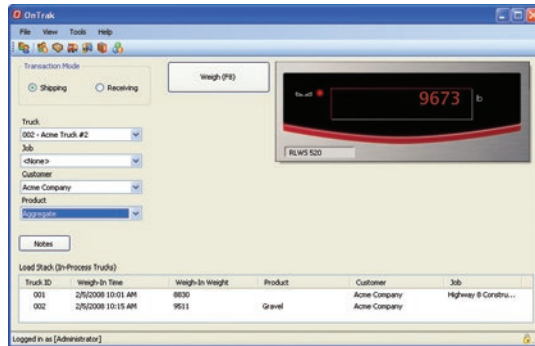 OnTrak
File View Tools Help
Transaction Mode
Shipping Receiving
Weigh (F8)
9673 lb
RLWS 520
Truck
002 - Acme Truck #2
Job
<None>
Customer
Acme Company
Product
Aggregate
Notes
Load Stack (In-Process Trucks)
Truck ID Weigh-In Time Weigh-In Weight Product Customer Job
001 2/5/2008 10:01 AM 8830 Acme Company Highway 8 Constru...
002 2/5/2008 10:15 AM 9511 Gravel Acme Company
Logged in as [Administrator]